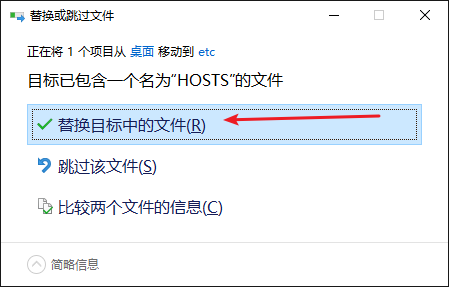 替换或跳过文件
正在将 1 个项目从 桌面 移动到 etc
目标已包含一个名为“HOSTS”的文件
替换目标中的文件(R)
跳过该文件(S)
比较两个文件的信息(C)
简略信息